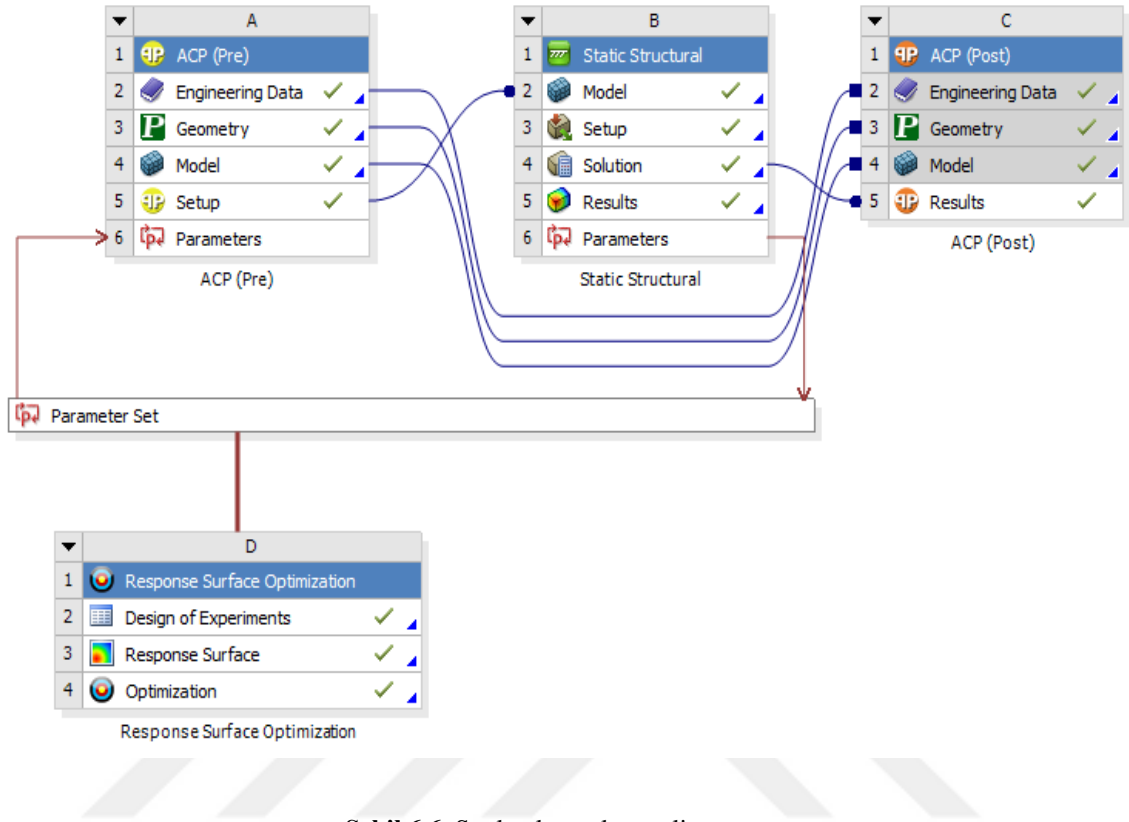 A
1 ACP (Pre)
2 Engineering Data
3 Geometry
4 Model
5 Setup
6 Parameters
ACP (Pre)
B
1 Static Structural
2 Model
3 Setup
4 Solution
5 Results
6 Parameters
Static Structural
C
1 ACP (Post)
2 Engineering Data
3 Geometry
4 Model
5 Results
ACP (Post)
Parameter Set
D
1 Response Surface Optimization
2 Design of Experiments
3 Response Surface
4 Optimization
Response Surface Optimization